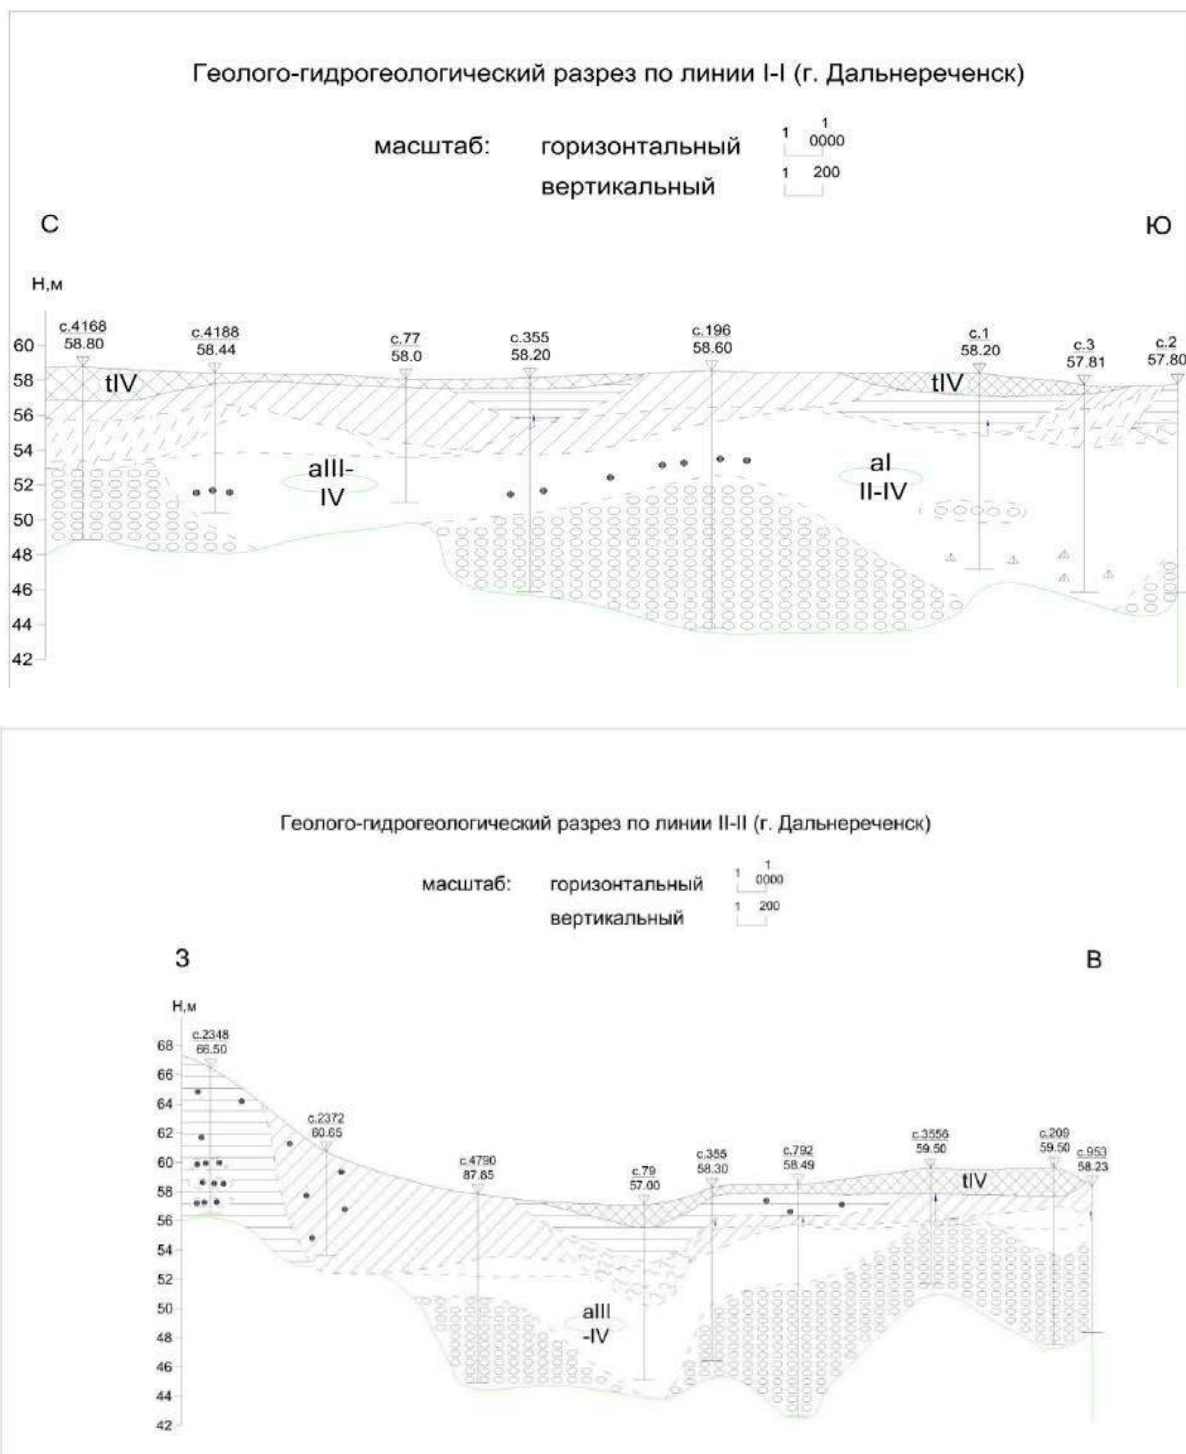 Геолого-гидрогеологический разрез по линии I-I (г. Дальнереченск)
1
масштаб: горизонтальный 1 0000
вертикальный 1 200
С Ю
Н,м
с.4168 с.4188 с.77 с.355 с.196 с.1 с.3 с.2
58.80 58.44 58.0 58.20 58.60 58.20 57.81 57.80
60
58
tIV tIV
56
54
aIII- aI
IV II-IV
52
50
48
46
44
42
Геолого-гидрогеологический разрез по линии II-II (г. Дальнереченск)
1
масштаб: горизонтальный 1 0000
вертикальный 1 200
З В
Н,м
с.2348
66.50
68
66
64
с.2372
60.65
62
с.4790 с.79 с.355 с.792 с.3556 с.209 с.953
87.85 57.00 58.30 58.49 59.50 59.50 58.23
60
tIV
58
56
54
52
50
aIII
-IV
48
46
44
42